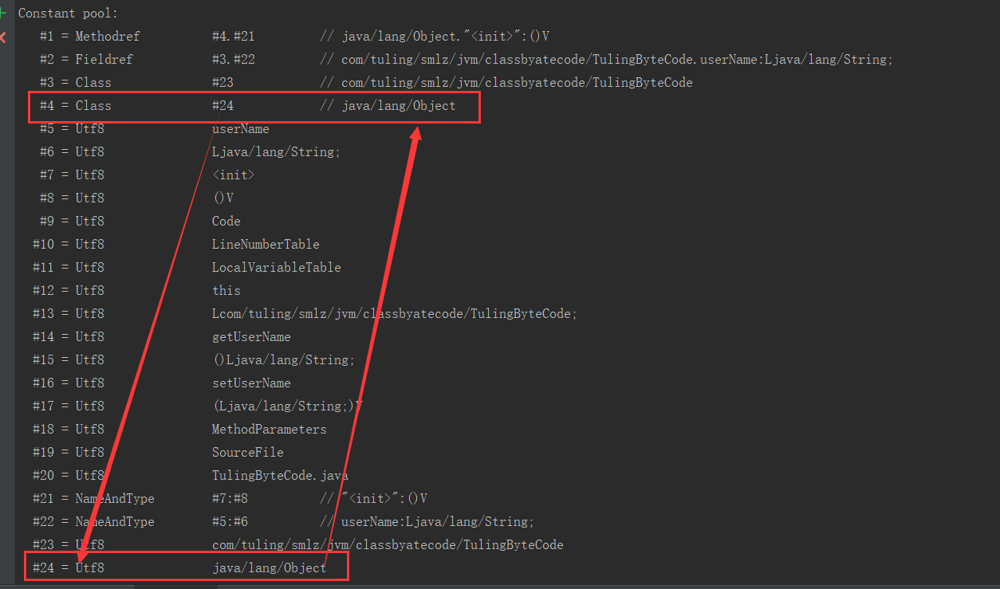 Constant pool:
#1 = Methodref #4.#21 // java/lang/Object."<init>":()V
#2 = Fieldref #3.#22 // com/tuling/smlz/jvm/classbyatecode/TulingByteCode.userName:Ljava/lang/String;
#3 = Class #23 // com/tuling/smlz/jvm/classbyatecode/TulingByteCode
#4 = Class #24 // java/lang/Object
#5 = Utf8 userName
#6 = Utf8 Ljava/lang/String;
#7 = Utf8 <init>
#8 = Utf8 ()V
#9 = Utf8 Code
#10 = Utf8 LineNumberTable
#11 = Utf8 LocalVariableTable
#12 = Utf8 this
#13 = Utf8 Lcom/tuling/smlz/jvm/classbyatecode/TulingByteCode;
#14 = Utf8 getUserName
#15 = Utf8 ()Ljava/lang/String;
#16 = Utf8 setUserName
#17 = Utf8 (Ljava/lang/String;)V
#18 = Utf8 MethodParameters
#19 = Utf8 SourceFile
#20 = Utf8 TulingByteCode.java
#21 = NameAndType #7:#8 // "<init>":()V
#22 = NameAndType #5:#6 // userName:Ljava/lang/String;
#23 = Utf8 com/tuling/smlz/jvm/classbyatecode/TulingByteCode
#24 = Utf8 java/lang/Object